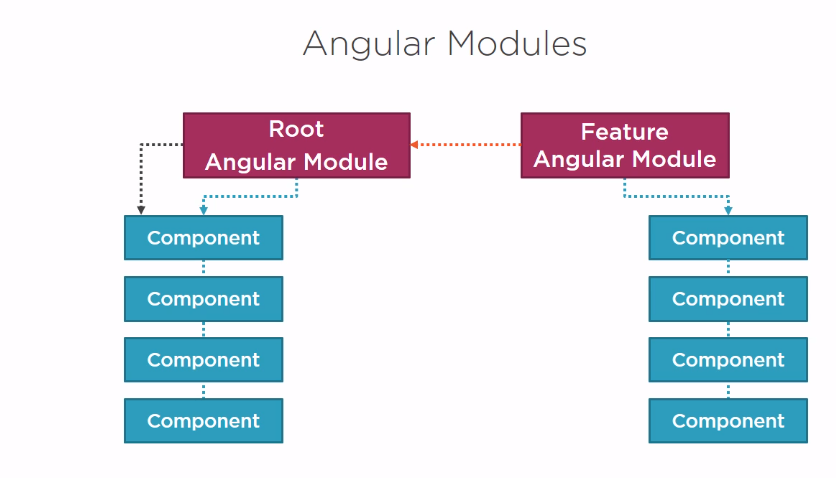 Angular Modules
Root
Angular Module
Feature
Angular Module
Component
Component
Component
Component
Component
Component
Component
Component